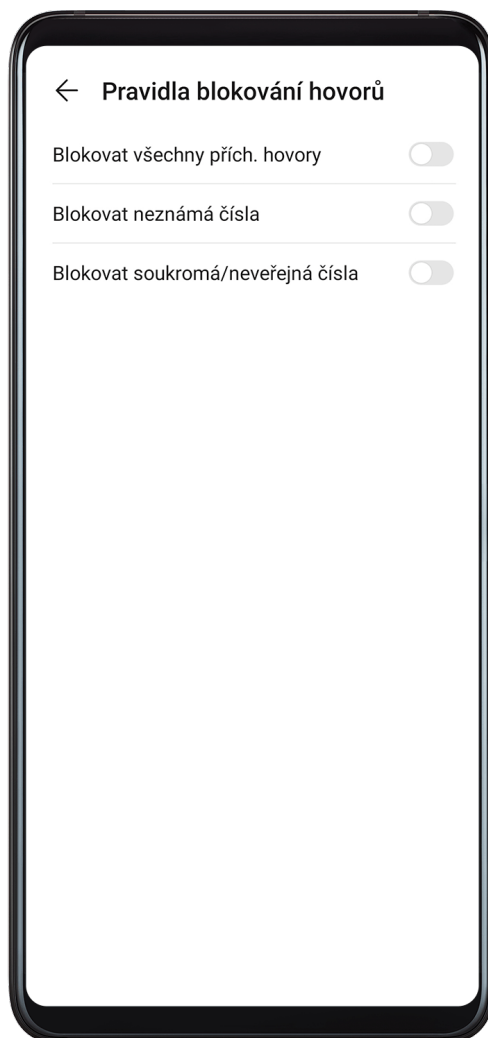 Pravidla blokování hovorů
Blokovat všechny přích. hovory
Blokovat neznámá čísla
Blokovat soukromá/neveřejná čísla